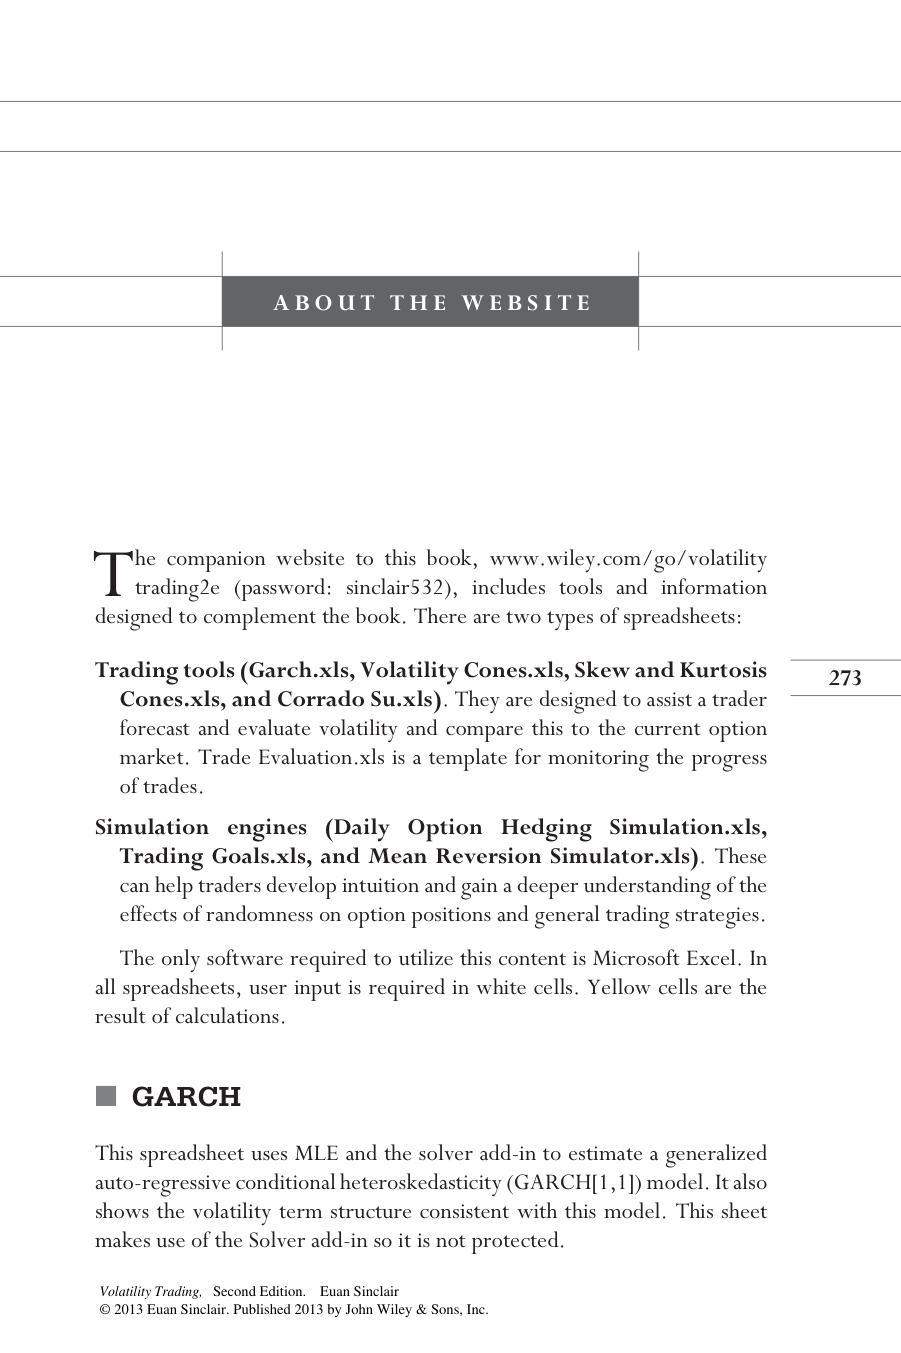 ABOUT THE WEBSITE
The companion website to this book, www.wiley.com/go/volatility
trading2e (password: sinclair532), includes tools and information
designed to complement the book. There are two types of spreadsheets:
Trading tools (Garch.xls, Volatility Cones.xls, Skew and Kurtosis
Cones.xls, and Corrado Su.xls). They are designed to assist a trader
forecast and evaluate volatility and compare this to the current option
market. Trade Evaluation.xls is a template for monitoring the progress
of trades.
273
Simulation engines (Daily Option Hedging Simulation.xls,
Trading Goals.xls, and Mean Reversion Simulator.xls). These
can help traders develop intuition and gain a deeper understanding of the
effects of randomness on option positions and general trading strategies.
The only software required to utilize this content is Microsoft Excel. In
all spreadsheets, user input is required in white cells. Yellow cells are the
result of calculations.
GARCH
This spreadsheet uses MLE and the solver add-in to estimate a generalized
auto-regressive conditional heteroskedasticity (GARCH[1,1]) model. It also
shows the volatility term structure consistent with this model. This sheet
makes use of the Solver add-in so it is not protected.
Volatility Trading, Second Edition. Euan Sinclair
© 2013 Euan Sinclair. Published 2013 by John Wiley & Sons, Inc.